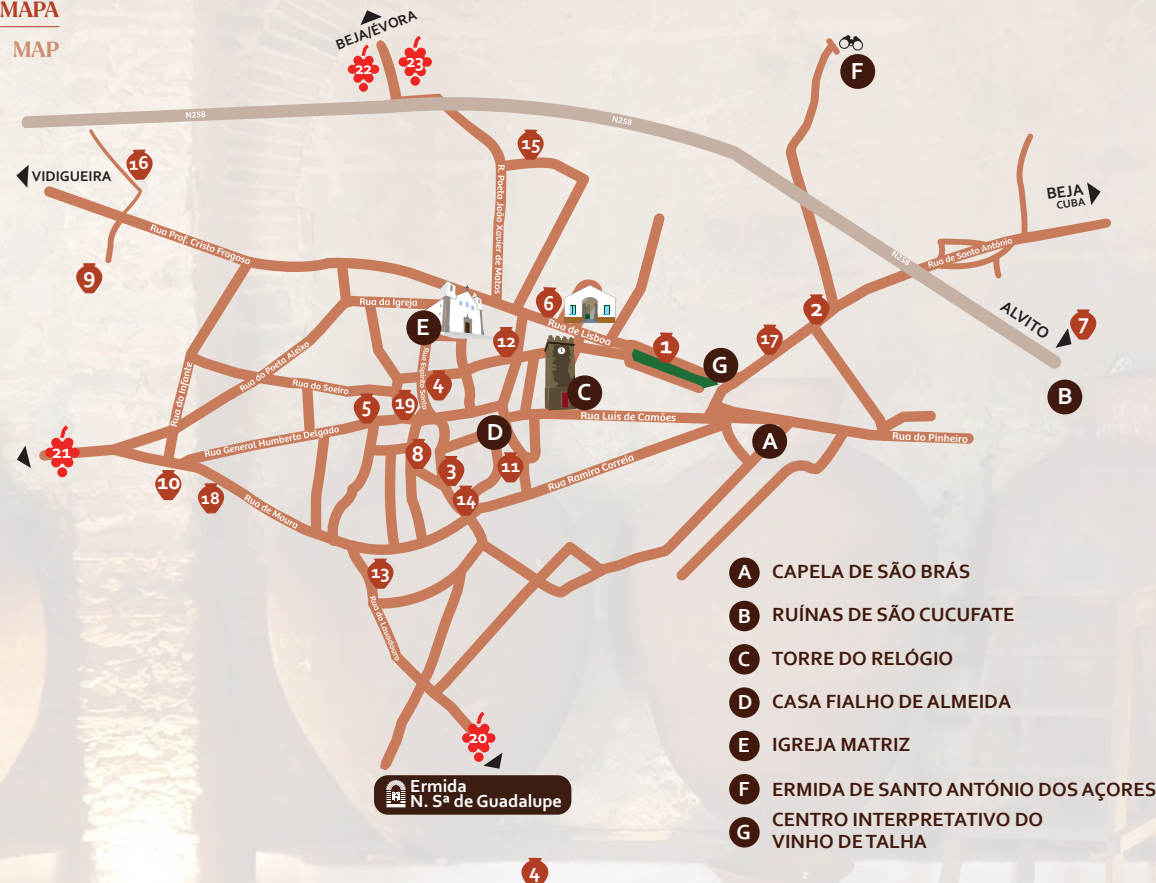 MAPA
MAP
BEJA/ÉVORA
22
23
F
N258
N258
15
16
VIDIGUEIRA
R. Poeta João Xavier de Matos
BEJA
CUBA
Rua Prof. Cristo Fragoso
Rua de Santo António
N258
9
Rua da Igreja
6
2
ALVITO
7
E
Rua de Lisboa
17
12
1
Rua do Poeta Aleixo
Rua Espírito Santo
G
Rua do Infante
Rua do Soeiro
4
C
B
5
19
Rua Luís de Camões
D
A
Rua do Pinheiro
Rua General Humberto Delgado
21
8
3
11
Rua Ramiro Correia
10
18
14
Rua de Moura
13
Rua do Lavadouro
20
Ermida
N. Sª de Guadalupe
A CAPELA DE SÃO BRÁS
B RUÍNAS DE SÃO CUCUFATE
C TORRE DO RELÓGIO
D CASA FIALHO DE ALMEIDA
E IGREJA MATRIZ
F ERMIDA DE SANTO ANTÓNIO DOS AÇORES
G CENTRO INTERPRETATIVO DO
VINHO DE TALHA
4